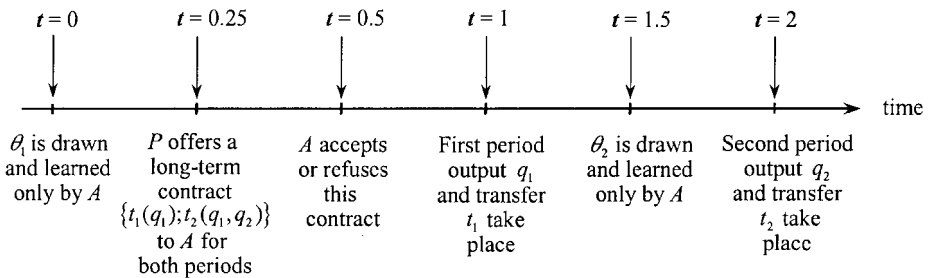 t = 0
t = 0.25
t = 0.5
t = 1
t = 1.5
t = 2
time
θ₁ is drawn
and learned
only by A
P offers a
long-term
contract
{t₁(q₁);t₂(q₁,q₂)}
to A for
both periods
A accepts
or refuses
this
contract
First period
output q₁
and transfer
t₁ take
place
θ₂ is drawn
and learned
only by A
Second period
output q₂
and transfer
t₂ take
place